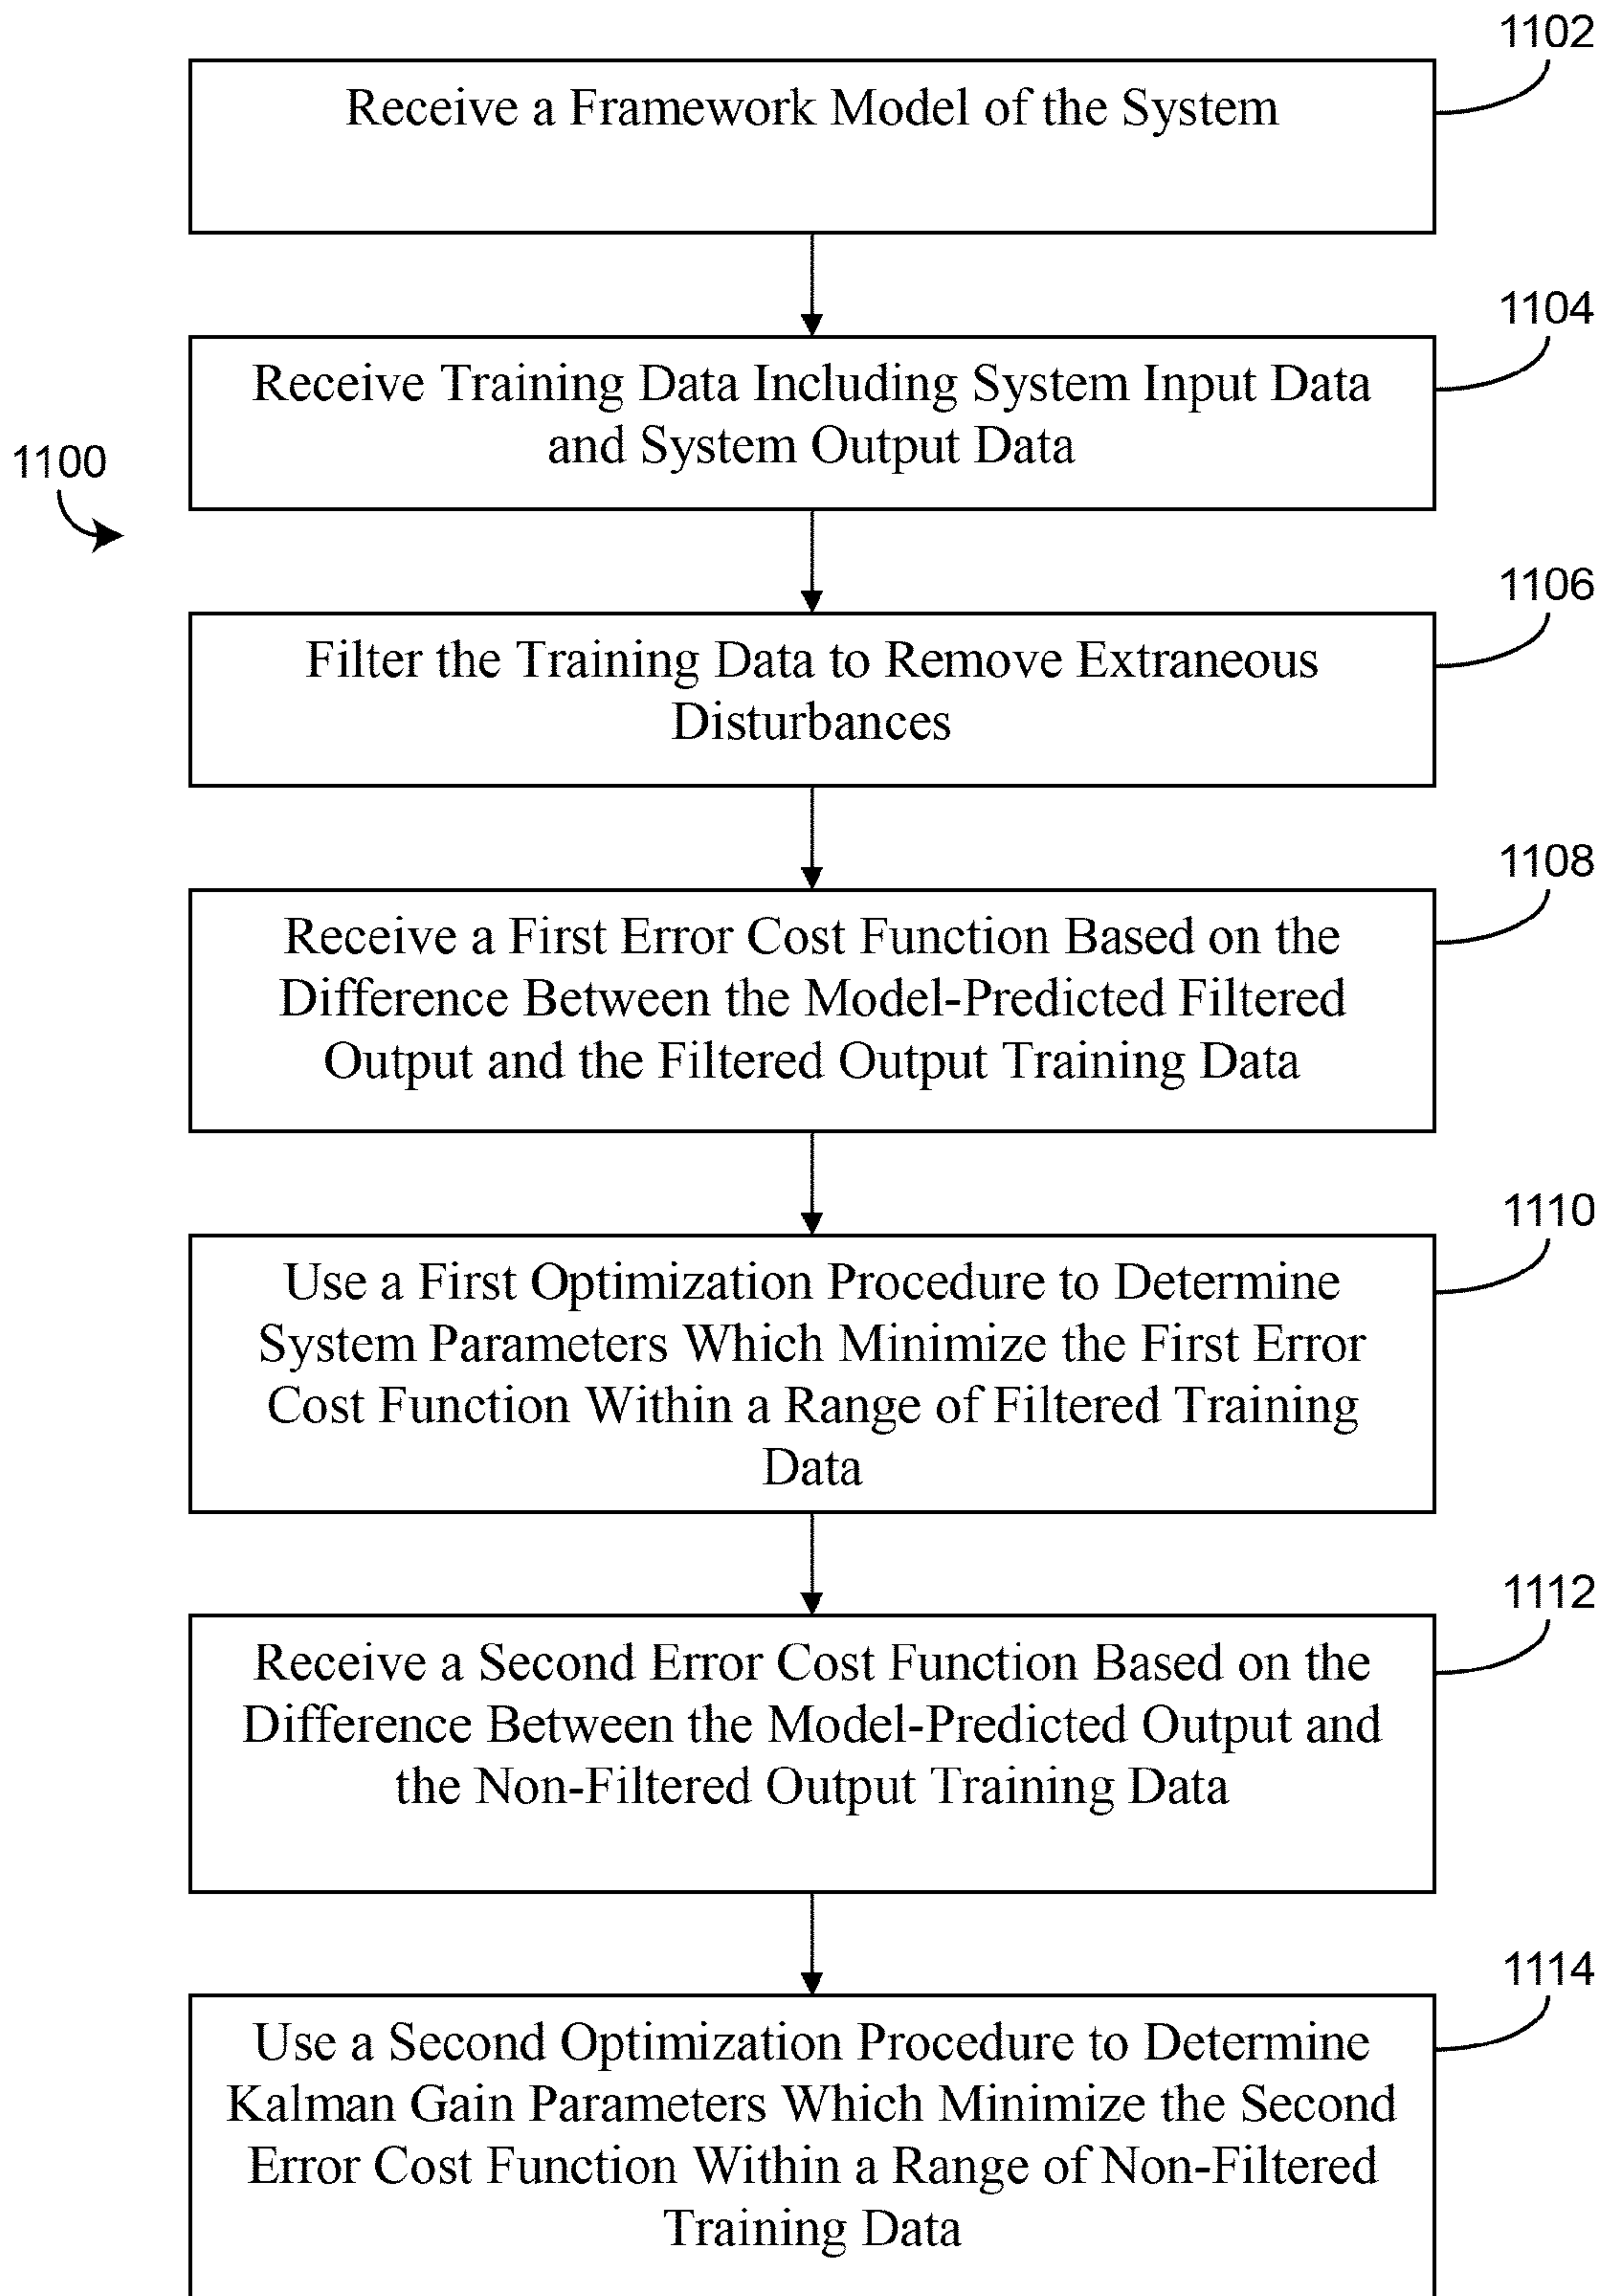 1102
Receive a Framework Model of the System
1104
Receive Training Data Including System Input Data
and System Output Data
1100
1106
Filter the Training Data to Remove Extraneous
Disturbances
1108
Receive a First Error Cost Function Based on the
Difference Between the Model-Predicted Filtered
Output and the Filtered Output Training Data
1110
Use a First Optimization Procedure to Determine
System Parameters Which Minimize the First Error
Cost Function Within a Range of Filtered Training
Data
1112
Receive a Second Error Cost Function Based on the
Difference Between the Model-Predicted Output and
the Non-Filtered Output Training Data
1114
Use a Second Optimization Procedure to Determine
Kalman Gain Parameters Which Minimize the Second
Error Cost Function Within a Range of Non-Filtered
Training Data